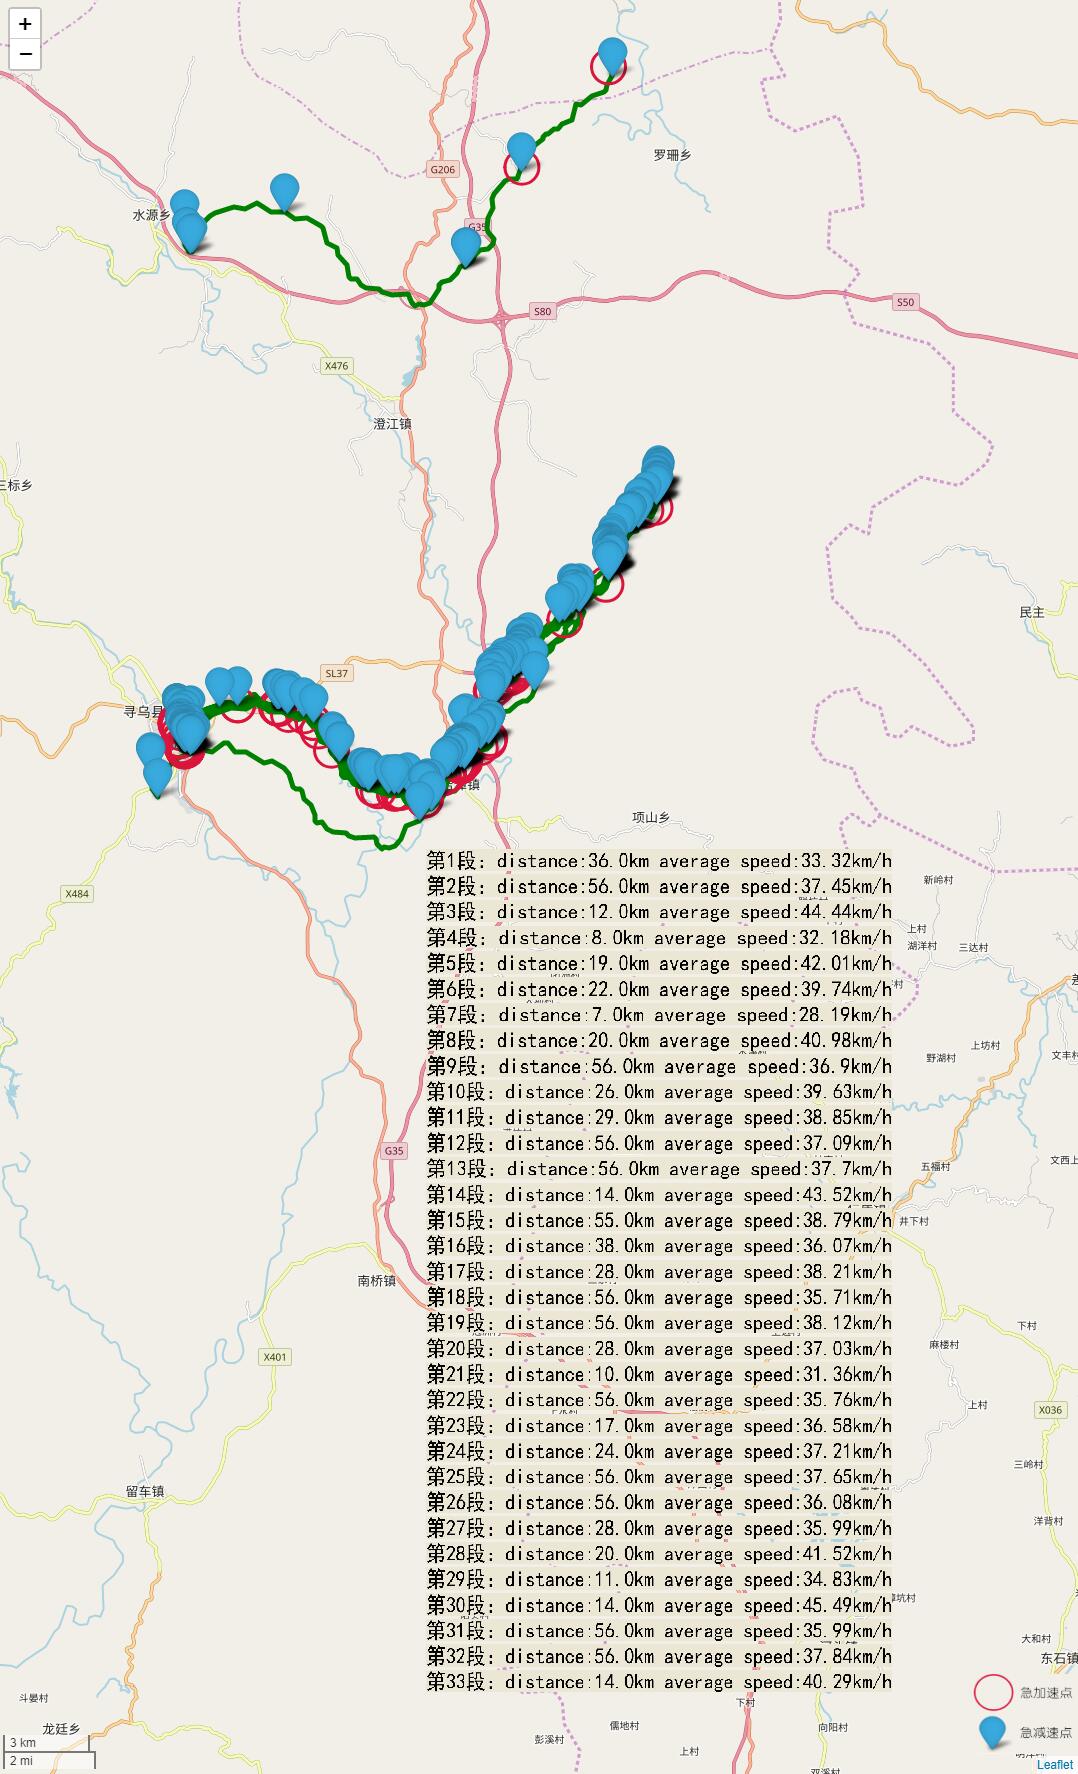 +
−
罗珊乡
G206
水源乡
G35
S80
S50
X476
澄江镇
三标乡
民主
SL37
寻乌县
项山乡
第1段：distance:36.0km average speed:33.32km/h
新岭村
X484
第2段：distance:56.0km average speed:37.45km/h
第3段：distance:12.0km average speed:44.44km/h
上村
第4段：distance:8.0km average speed:32.18km/h
湖洋村
三达村
第5段：distance:19.0km average speed:42.01km/h
第6段：distance:22.0km average speed:39.74km/h
第7段：distance:7.0km average speed:28.19km/h
第8段：distance:20.0km average speed:40.98km/h
上坊村
野湖村
文丰村
第9段：distance:56.0km average speed:36.9km/h
第10段：distance:26.0km average speed:39.63km/h
第11段：distance:29.0km average speed:38.85km/h
第12段：distance:56.0km average speed:37.09km/h
G35
五福村
文西上
第13段：distance:56.0km average speed:37.7km/h
第14段：distance:14.0km average speed:43.52km/h
第15段：distance:55.0km average speed:38.79km/h
井下村
第16段：distance:38.0km average speed:36.07km/h
第17段：distance:28.0km average speed:38.21km/h
南桥镇
第18段：distance:56.0km average speed:35.71km/h
第19段：distance:56.0km average speed:38.12km/h
下村
第20段：distance:28.0km average speed:37.03km/h
麻楼村
X401
第21段：distance:10.0km average speed:31.36km/h
第22段：distance:56.0km average speed:35.76km/h
上村
X036
第23段：distance:17.0km average speed:36.58km/h
第24段：distance:24.0km average speed:37.21km/h
三岭村
第25段：distance:56.0km average speed:37.65km/h
留车镇
第26段：distance:56.0km average speed:36.08km/h
洋背村
第27段：distance:28.0km average speed:35.99km/h
第28段：distance:20.0km average speed:41.52km/h
第29段：distance:11.0km average speed:34.83km/h
第30段：distance:14.0km average speed:45.49km/h
第31段：distance:56.0km average speed:35.99km/h
大和村
第32段：distance:56.0km average speed:37.84km/h
东石镇
第33段：distance:14.0km average speed:40.29km/h
急加速点
斗晏村
下村
龙廷乡
儒地村
向阳村
急减速点
彭溪村
3 km
上村
2 mi
Leaflet